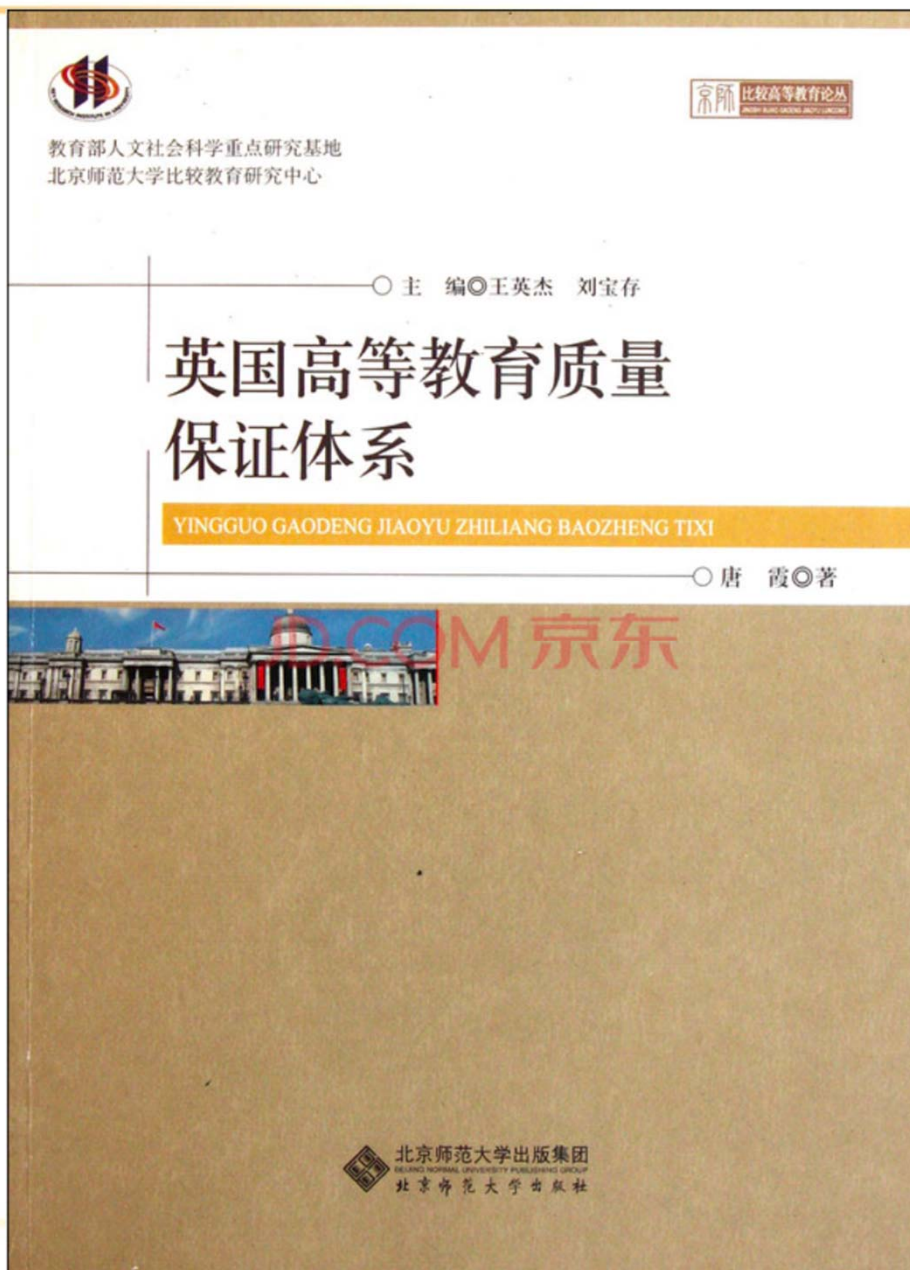 京师 比较高等教育论丛
JINGSHI BIJIAO GAODENG JIAOYU LUNCONG
教育部人文社会科学重点研究基地
北京师范大学比较教育研究中心
主 编◎王英杰 刘宝存
英国高等教育质量
保证体系
YINGGUO GAODENG JIAOYU ZHILIANG BAOZHENG TIXI
唐 霞◎著
JD.COM 京东
北京师范大学出版集团
BEIJING NORMAL UNIVERSITY PUBLISHING GROUP
北京师范大学出版社